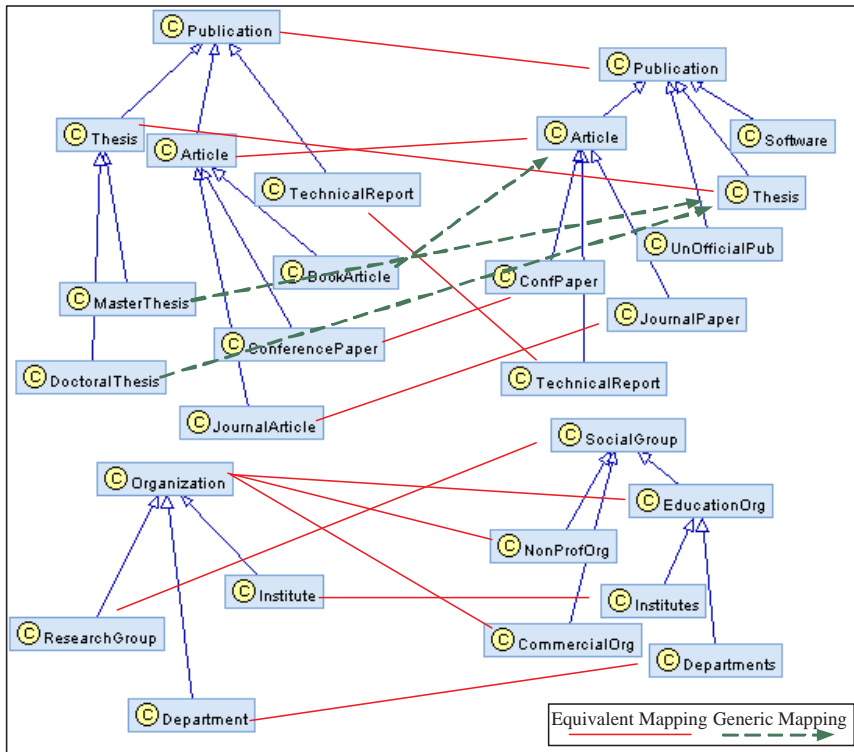 C Publication
C Publication
C Thesis
C Article
C Article
C Software
C TechnicalReport
C Thesis
C UnOfficialPub
C BookArticle
C ConfPaper
C MasterThesis
C JournalPaper
C ConferencePaper
C DoctoralThesis
C TechnicalReport
C JournalArticle
C SocialGroup
C Organization
C EducationOrg
C NonProfOrg
C Institute
C Institutes
C ResearchGroup
C CommercialOrg
C Departments
C Department
Equivalent Mapping Generic Mapping